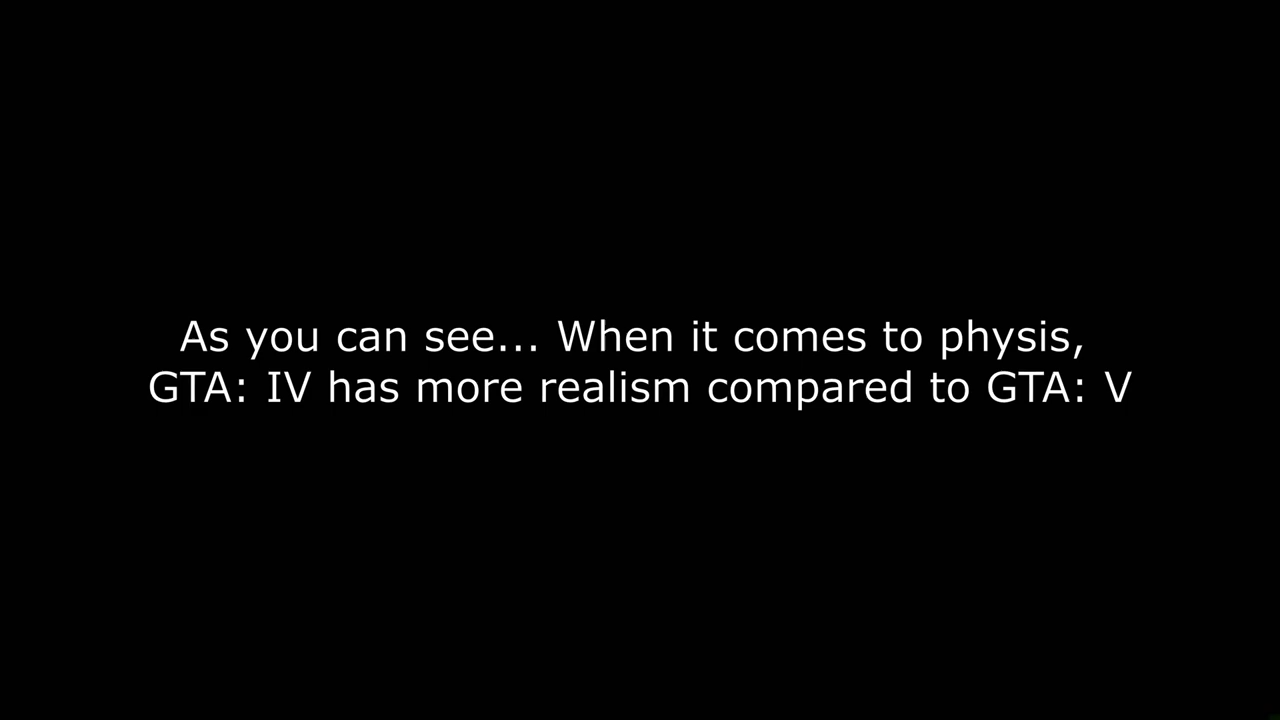 As you can see... When it comes to physis,
GTA: IV has more realism compared to GTA: V